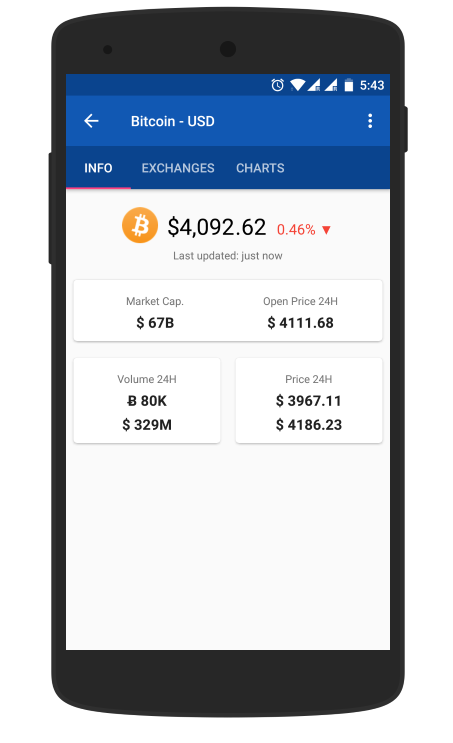 5:43
Bitcoin - USD
INFO EXCHANGES CHARTS
$4,092.62 0.46% ▼
Last updated: just now
Market Cap. Open Price 24H
$ 67B $ 4111.68
Volume 24H Price 24H
Ƀ 80K $ 3967.11
$ 329M $ 4186.23